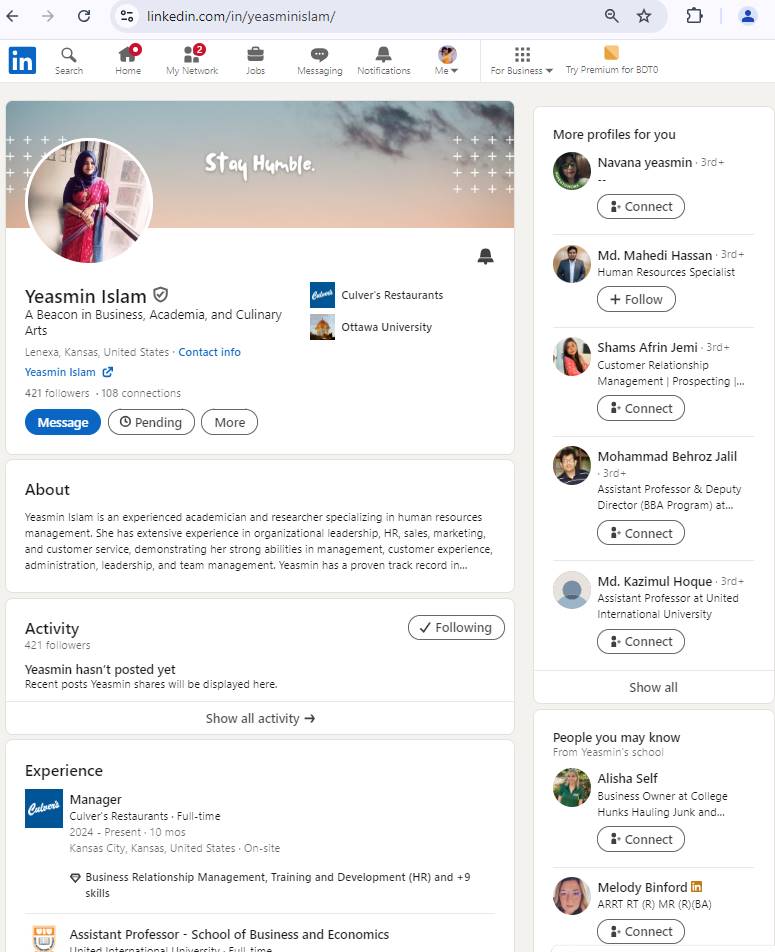 linkedin.com/in/yeasminislam/
in
2
Search
Home
My Network
Jobs
Messaging
Notifications
Me
For Business
Try Premium for BDT0
Stay Humble.
Yeasmin Islam
A Beacon in Business, Academia, and Culinary
Arts
Lenexa, Kansas, United States · Contact info
Yeasmin Islam
421 followers · 108 connections
Message
Pending
More
Culver's
Culver's Restaurants
Ottawa University
About
Yeasmin Islam is an experienced academician and researcher specializing in human resources
management. She has extensive experience in organizational leadership, HR, sales, marketing,
and customer service, demonstrating her strong abilities in management, customer experience,
administration, leadership, and team management. Yeasmin has a proven track record in...
Activity
421 followers
Following
Yeasmin hasn't posted yet
Recent posts Yeasmin shares will be displayed here.
Show all activity →
Experience
Culver's
Manager
Culver's Restaurants · Full-time
2024 - Present · 10 mos
Kansas City, Kansas, United States · On-site
Business Relationship Management, Training and Development (HR) and +9
skills
Assistant Professor - School of Business and Economics
United International University · Full-time
More profiles for you
Navana yeasmin · 3rd+
--
Connect
Md. Mahedi Hassan · 3rd+
Human Resources Specialist
+ Follow
Shams Afrin Jemi · 3rd+
Customer Relationship
Management | Prospecting |...
Connect
Mohammad Behroz Jalil
· 3rd+
Assistant Professor & Deputy
Director (BBA Program) at...
Connect
Md. Kazimul Hoque · 3rd+
Assistant Professor at United
International University
Connect
Show all
People you may know
From Yeasmin's school
Alisha Self
Business Owner at College
Hunks Hauling Junk and...
Connect
Melody Binford in
ARRT RT (R) MR (R)(BA)
Connect